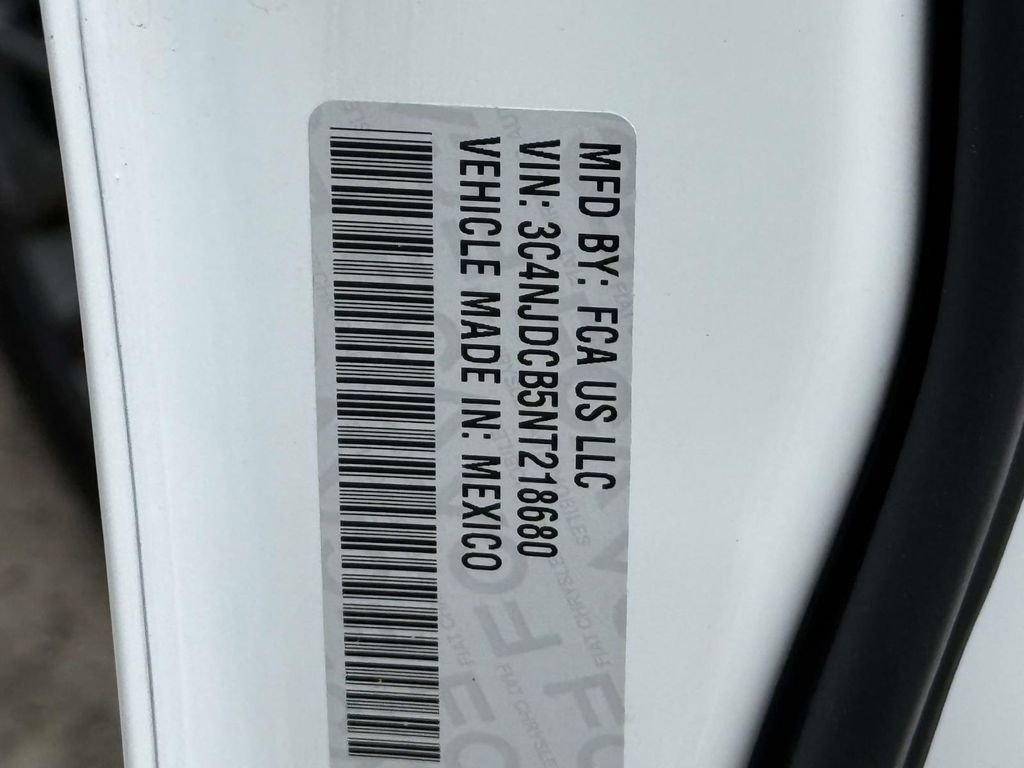 MFD BY: FCA US LLC
VIN: 3C4NJDCB5NT218680
VEHICLE MADE IN: MEXICO